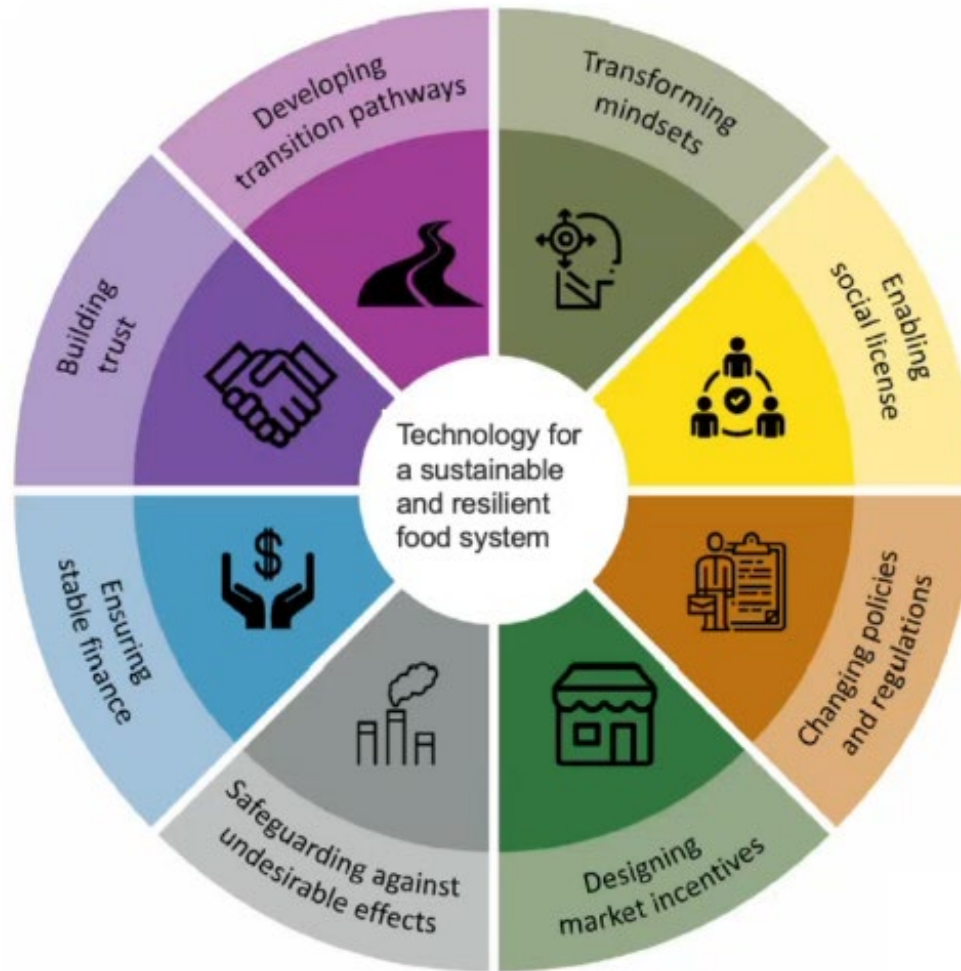 Technology for
a sustainable
and resilient
food system
Transforming
mindsets
Enabling
social license
Changing policies
and regulations
Designing
market incentives
Safeguarding against
undesirable effects
Ensuring
stable finance
Building
trust
Developing
transition pathways
$